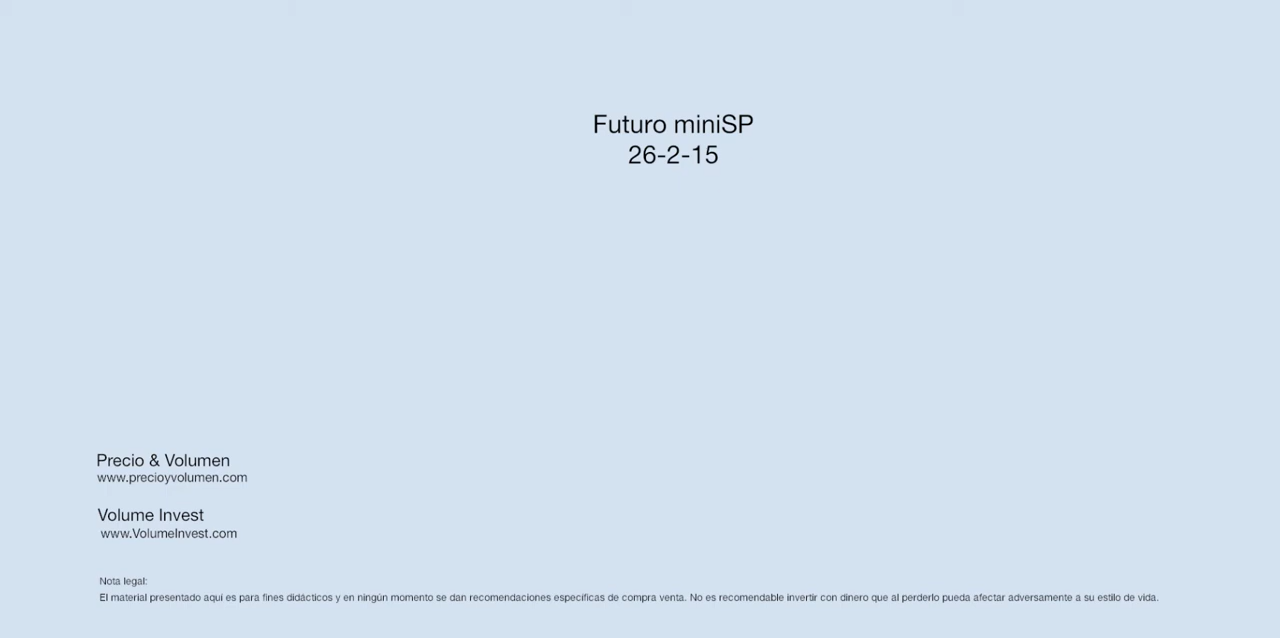 Futuro miniSP
26-2-15
Precio & Volumen
www.precioyvolumen.com
Volume Invest
www.VolumeInvest.com
Nota legal:
El material presentado aquí es para fines didácticos y en ningún momento se dan recomendaciones específicas de compra venta. No es recomendable invertir con dinero que al perderlo pueda afectar adversamente a su estilo de vida.